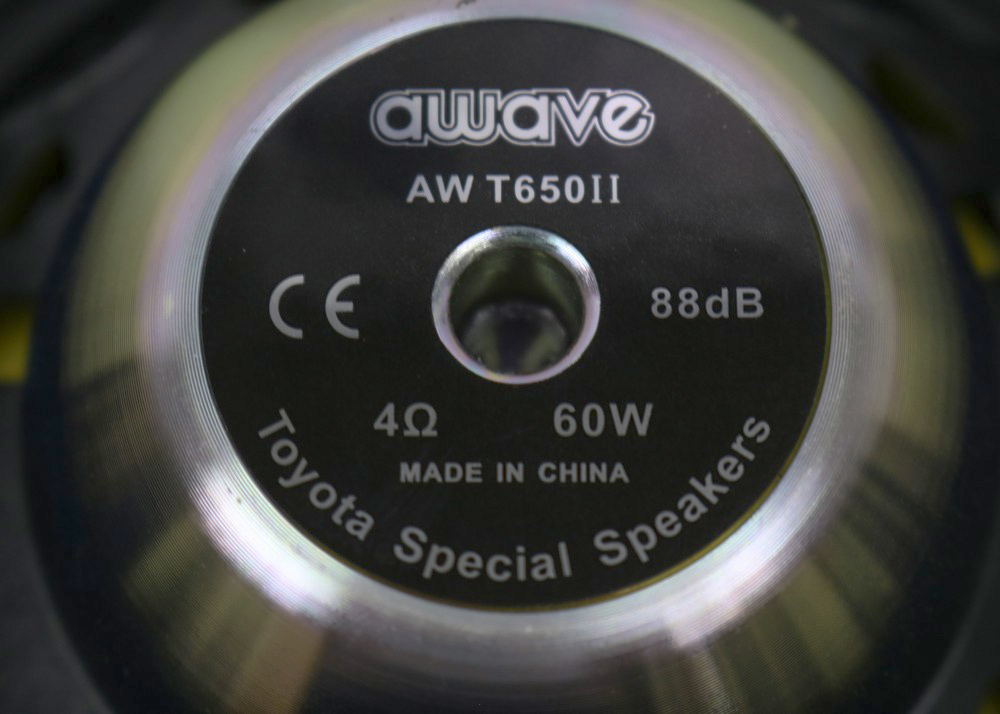 awave
AW T650II
CE
88dB
4Ω
60W
MADE IN CHINA
Toyota Special Speakers